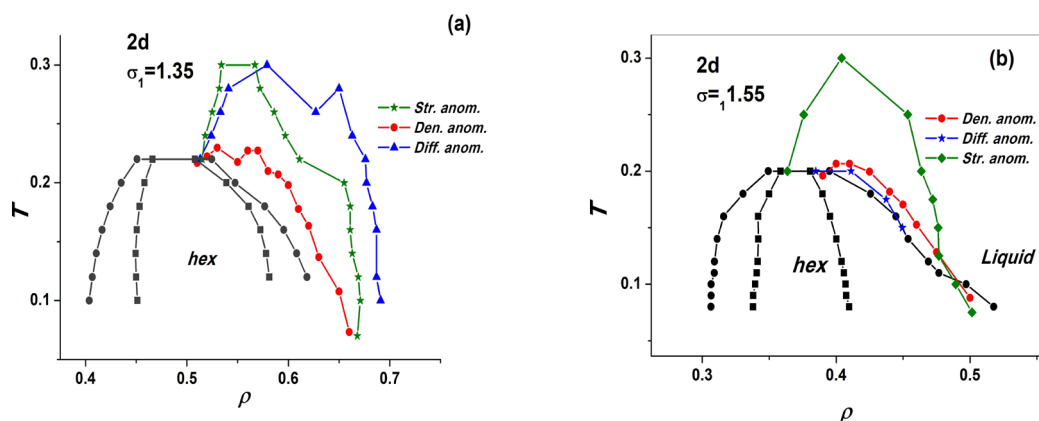 (a)
2d
σ1=1.35
0.3
0.2
0.1
T
Str. anom.
Den. anom.
Diff. anom.
hex
0.4 0.5 0.6 0.7
ρ
(b)
2d
σ=11.55
0.3
0.2
0.1
T
Den. anom.
Diff. anom.
Str. anom.
hex
Liquid
0.3 0.4 0.5
ρ